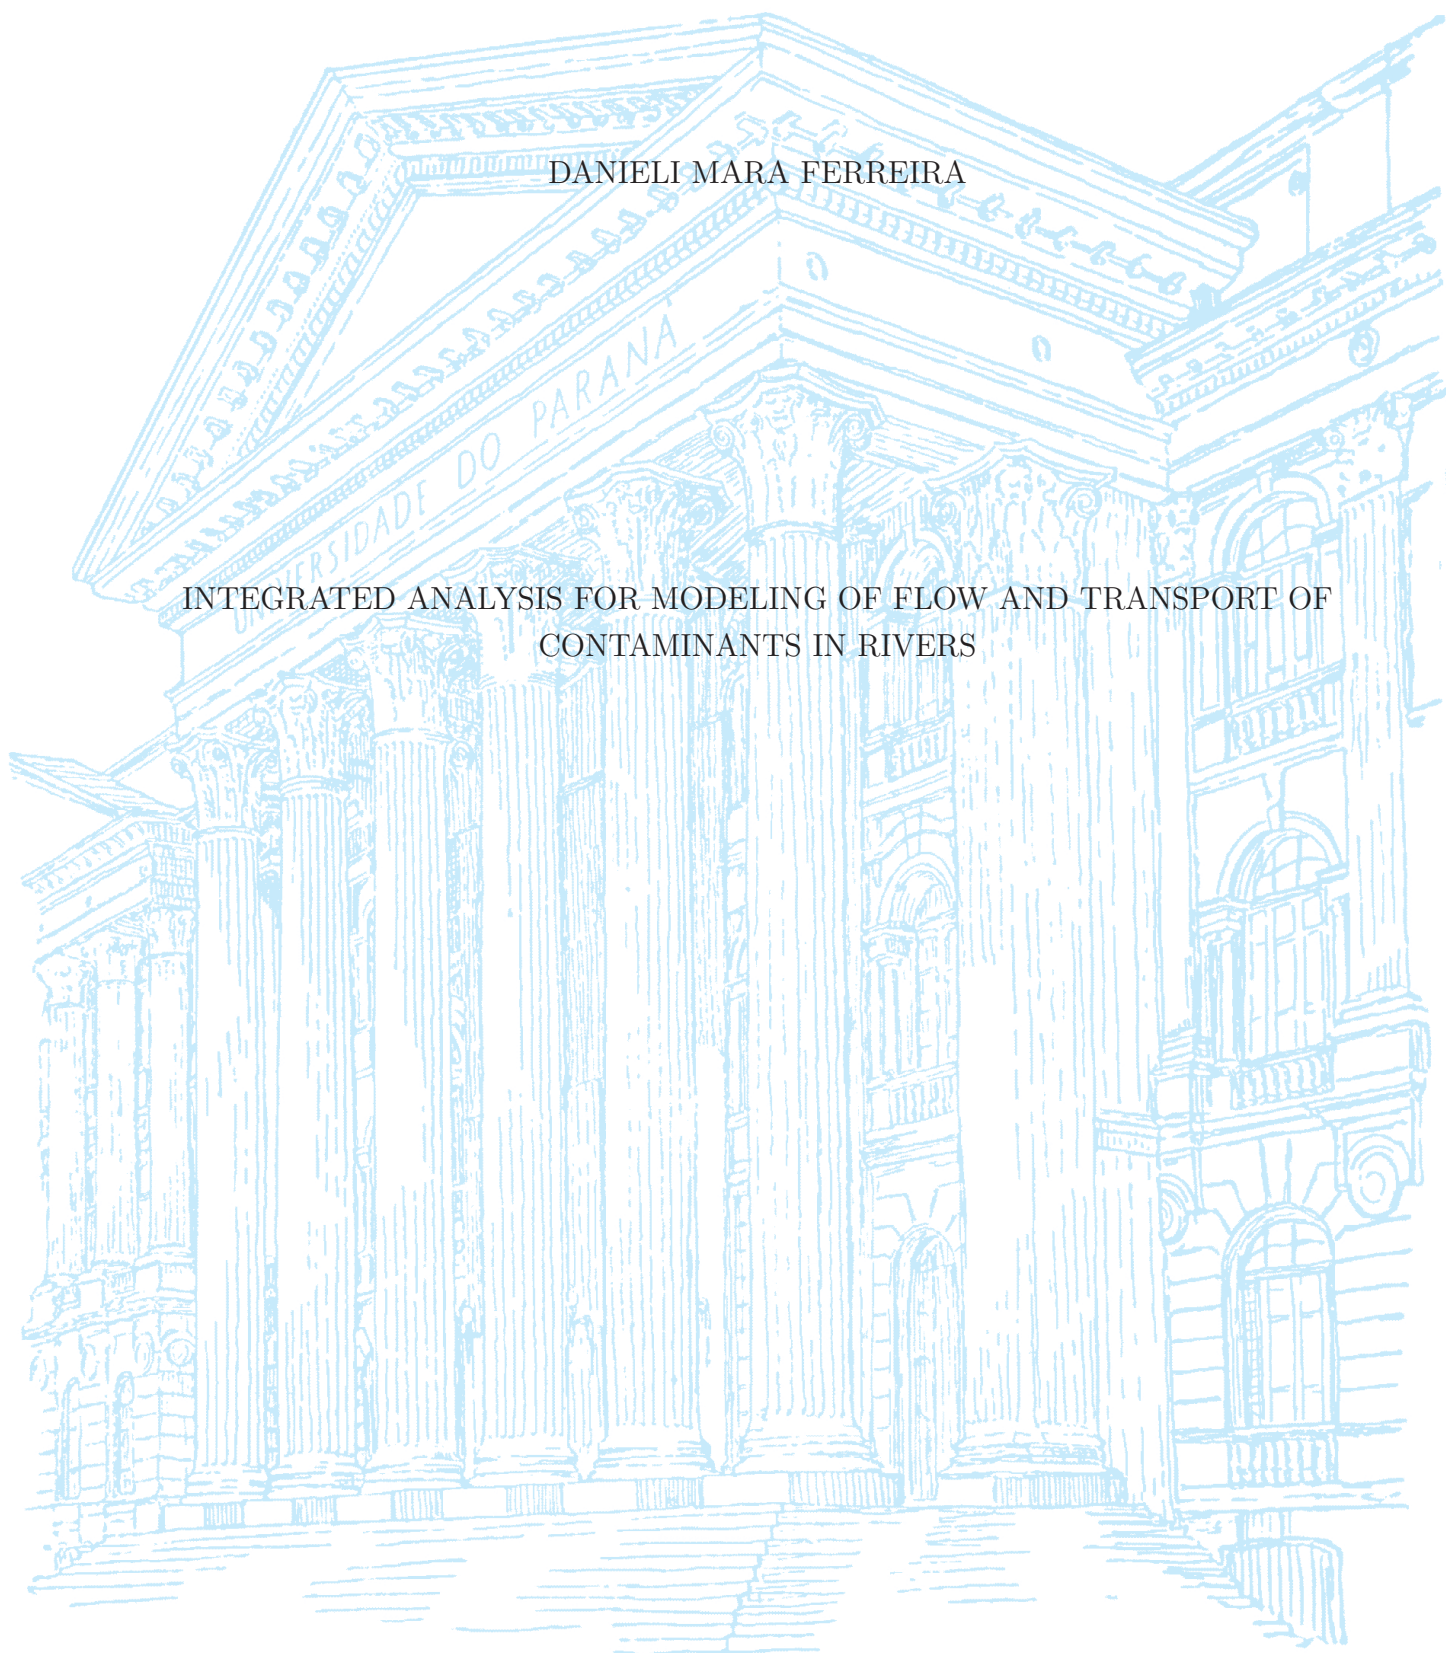 DANIELI MARA FERREIRA
UNIVERSIDADE DO PARANÁ
INTEGRATED ANALYSIS FOR MODELING OF FLOW AND TRANSPORT OF
CONTAMINANTS IN RIVERS